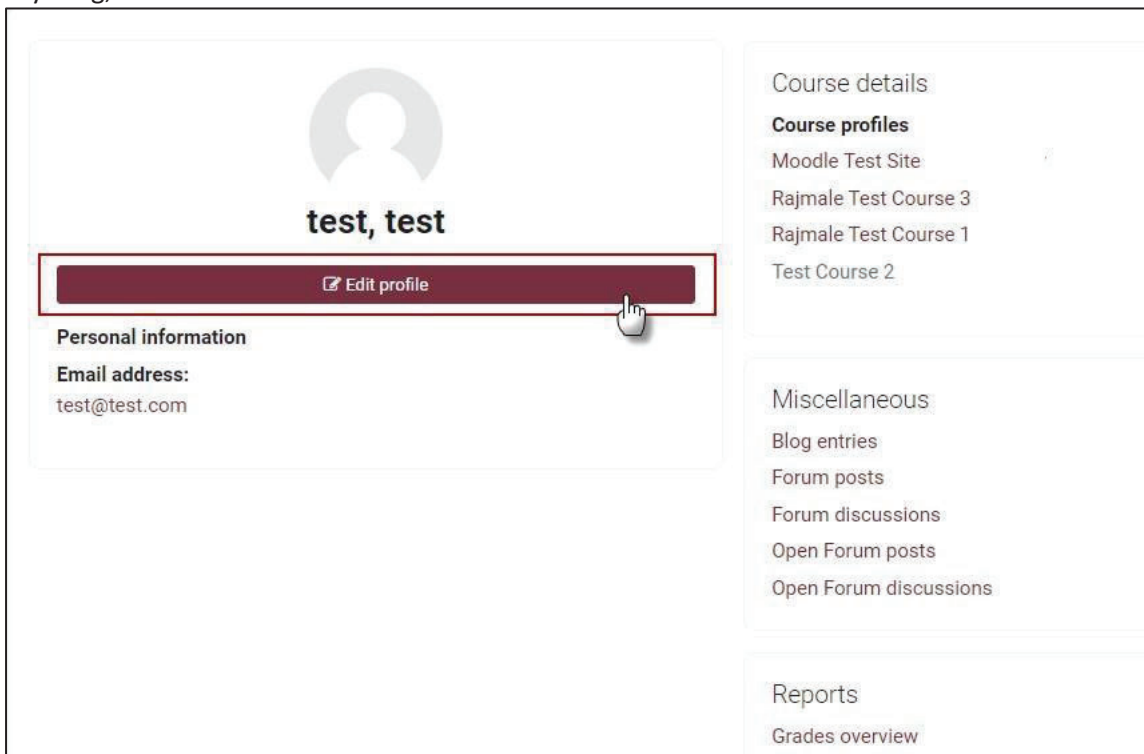 test, test
Edit profile
Personal information
Email address:
test@test.com
Course details
Course profiles
Moodle Test Site
Rajmale Test Course 3
Rajmale Test Course 1
Test Course 2
Miscellaneous
Blog entries
Forum posts
Forum discussions
Open Forum posts
Open Forum discussions
Reports
Grades overview